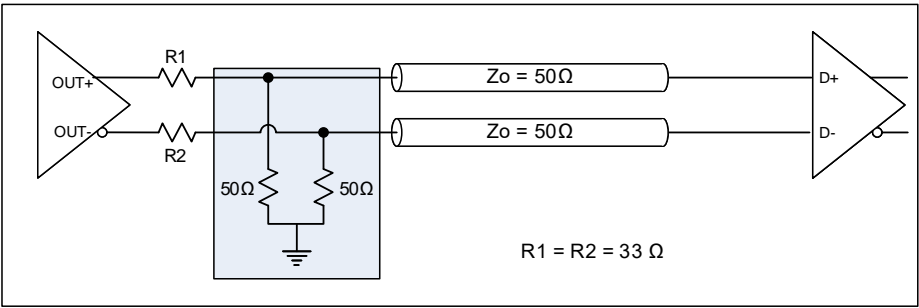 R1
OUT+
Zo = 50Ω
D+
OUT-
Zo = 50Ω
D-
R2
50Ω
50Ω
R1 = R2 = 33 Ω